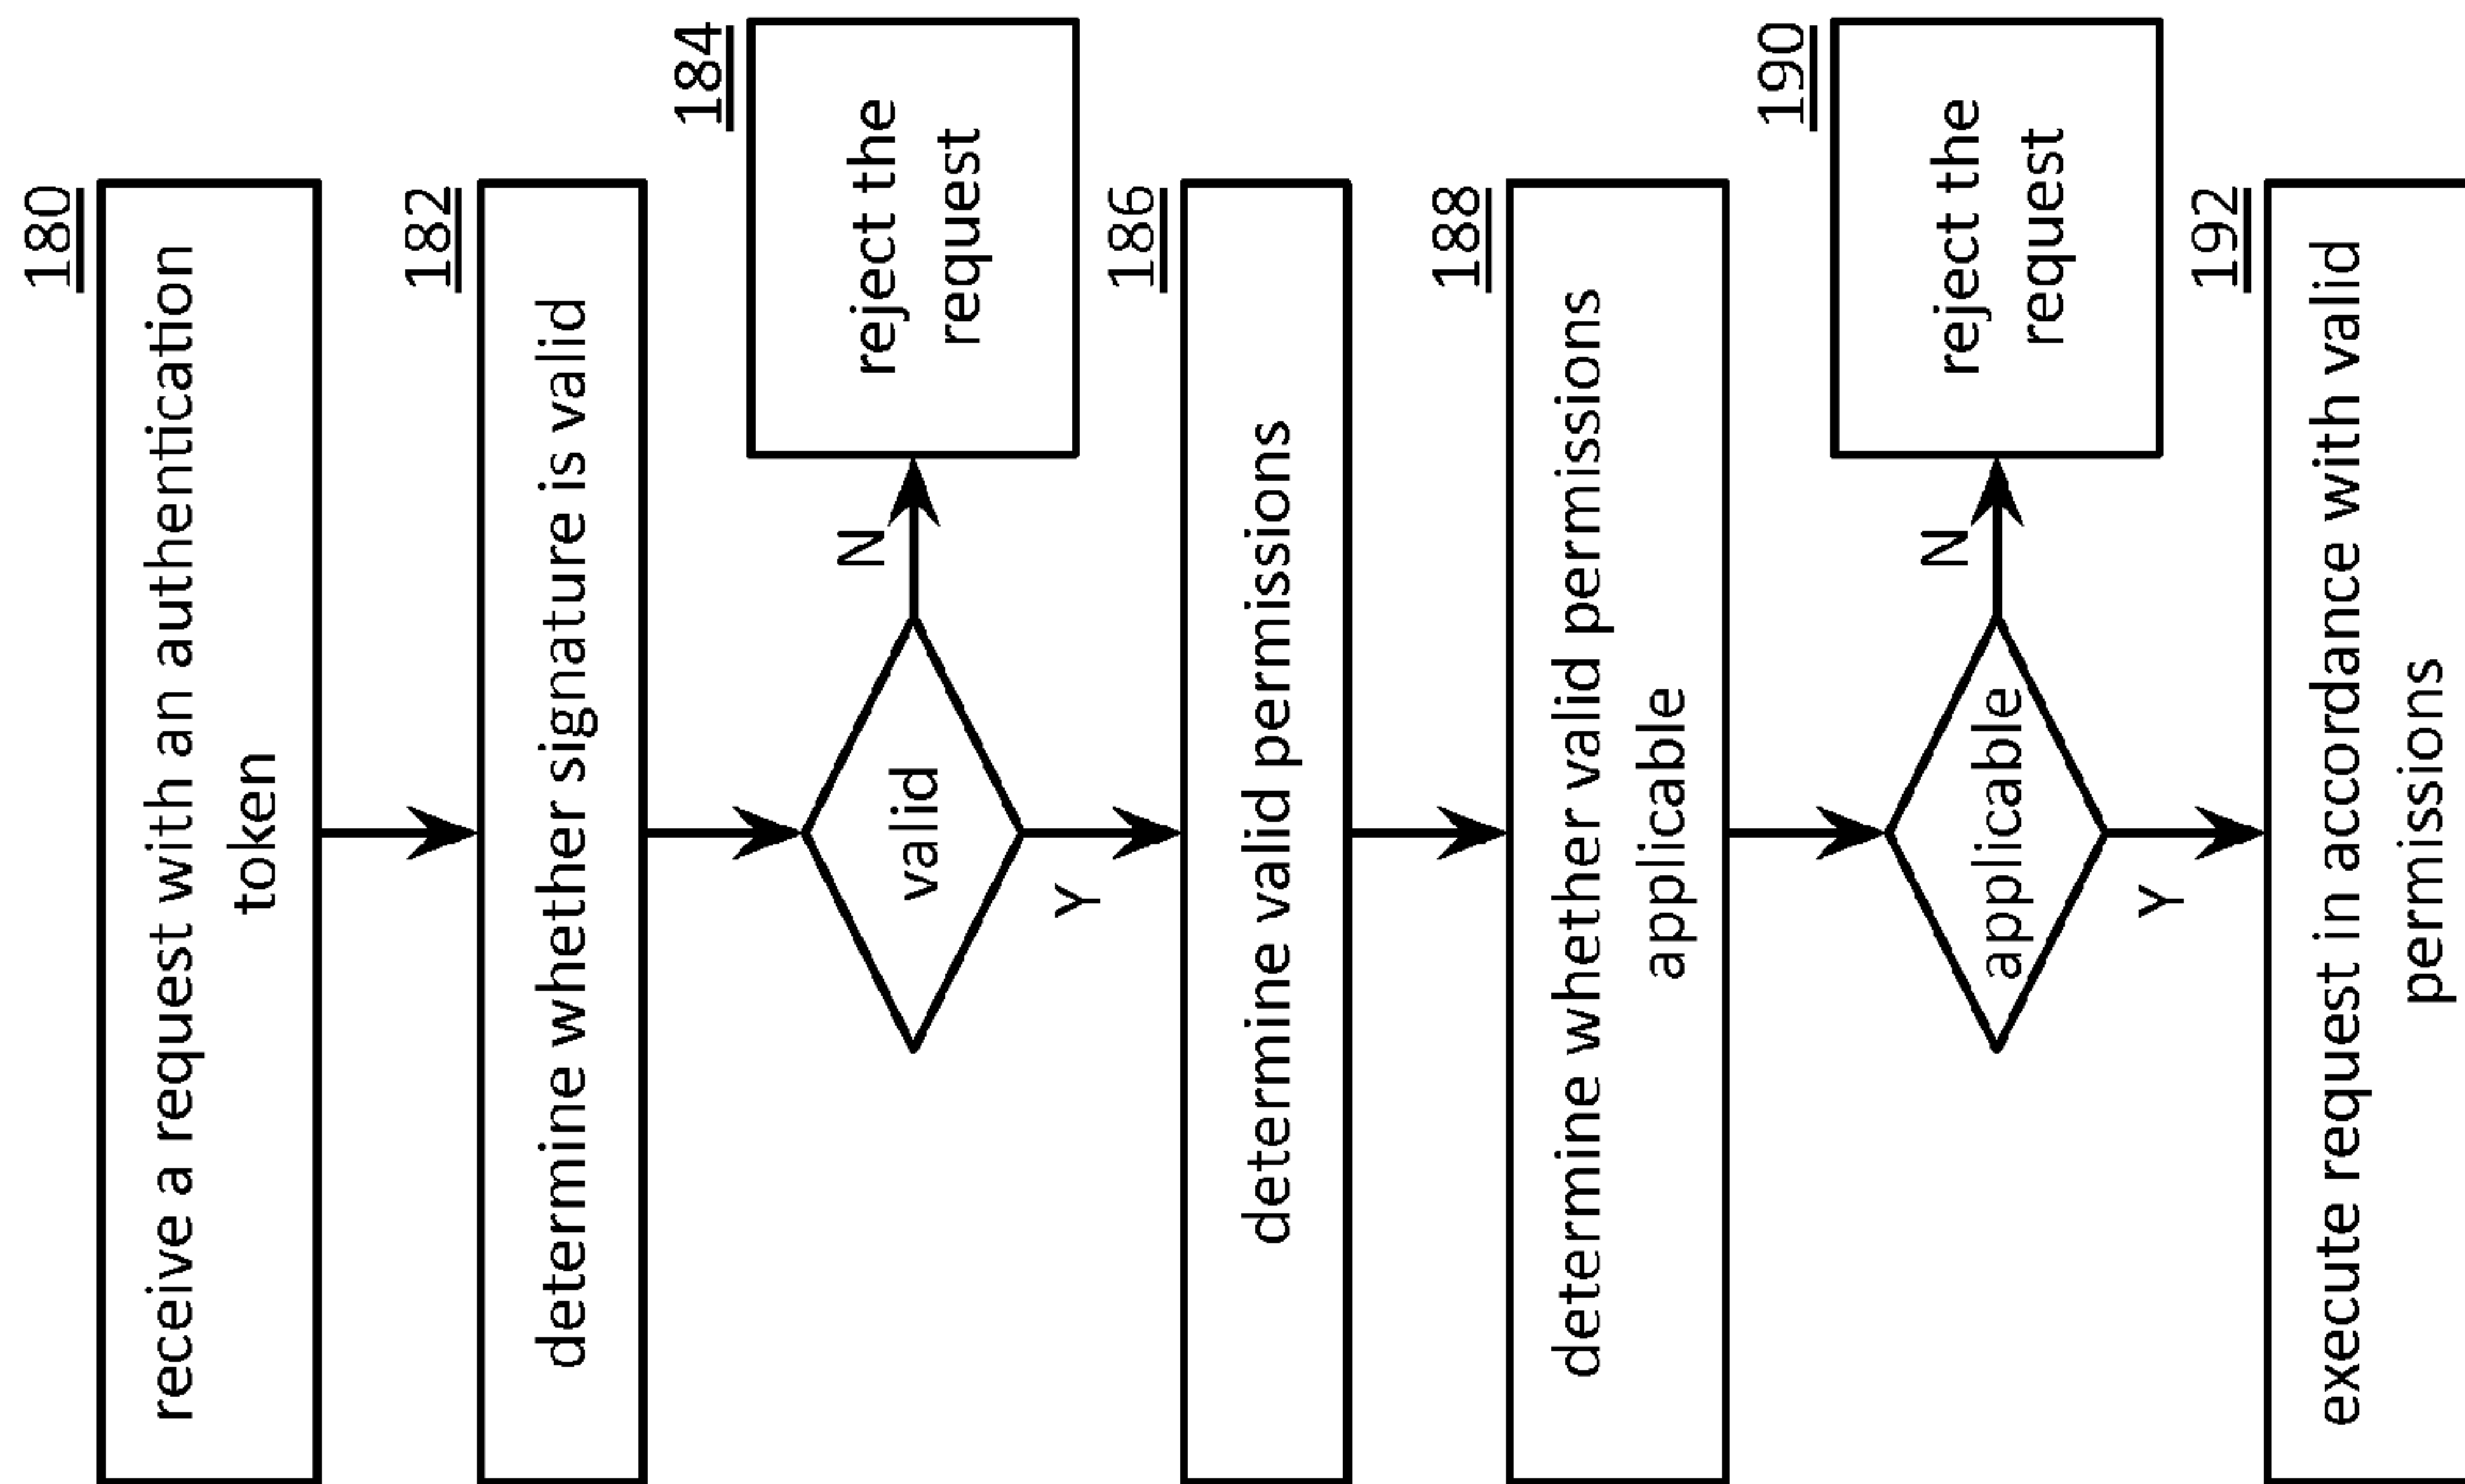 180
receive a request with an authentication
token
182
determine whether signature is valid
184
reject the
request
valid
N
Y
186
determine valid permissions
188
determine whether valid permissions
applicable
190
reject the
request
applicable
N
Y
192
execute request in accordance with valid
permissions